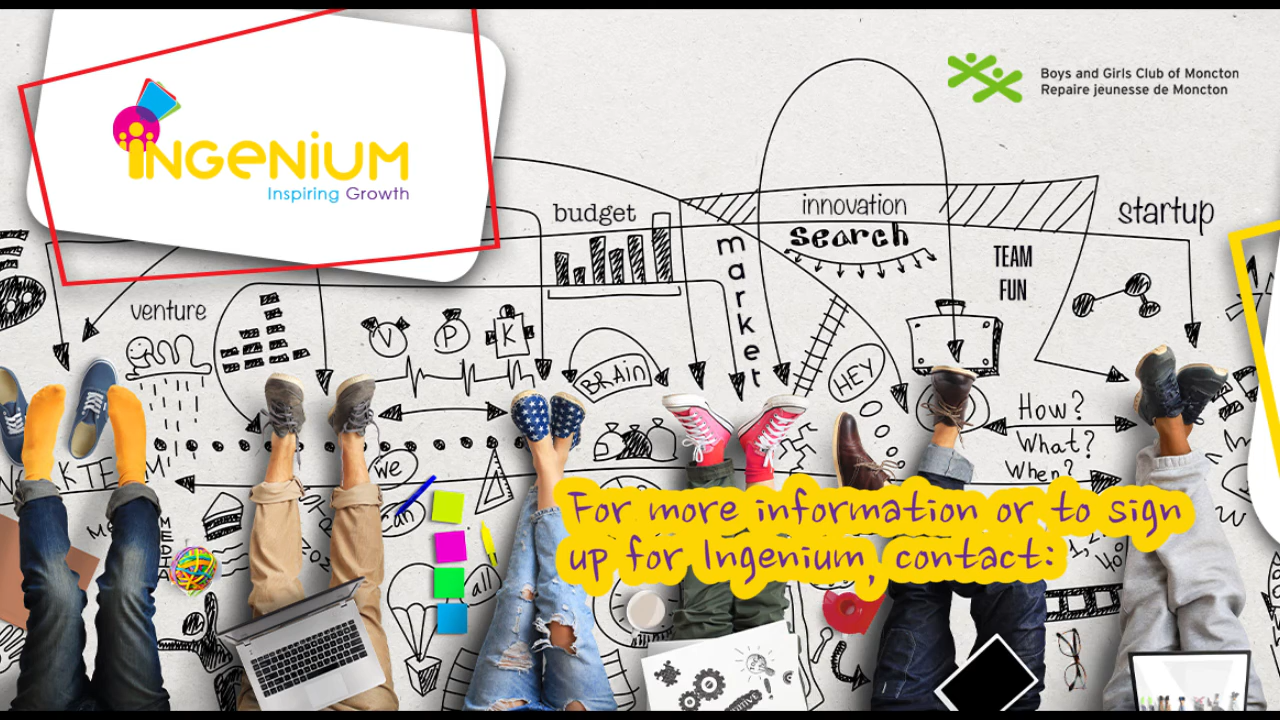 INGENIUM
Inspiring Growth
Boys and Girls Club of Moncton
Repaire jeunesse de Moncton
budget
innovation
search
startup
market
TEAM
FUN
venture
V P K
BRAIN
HEY
How?
What?
When?
we
can
all
For more information or to sign
up for Ingenium, contact: